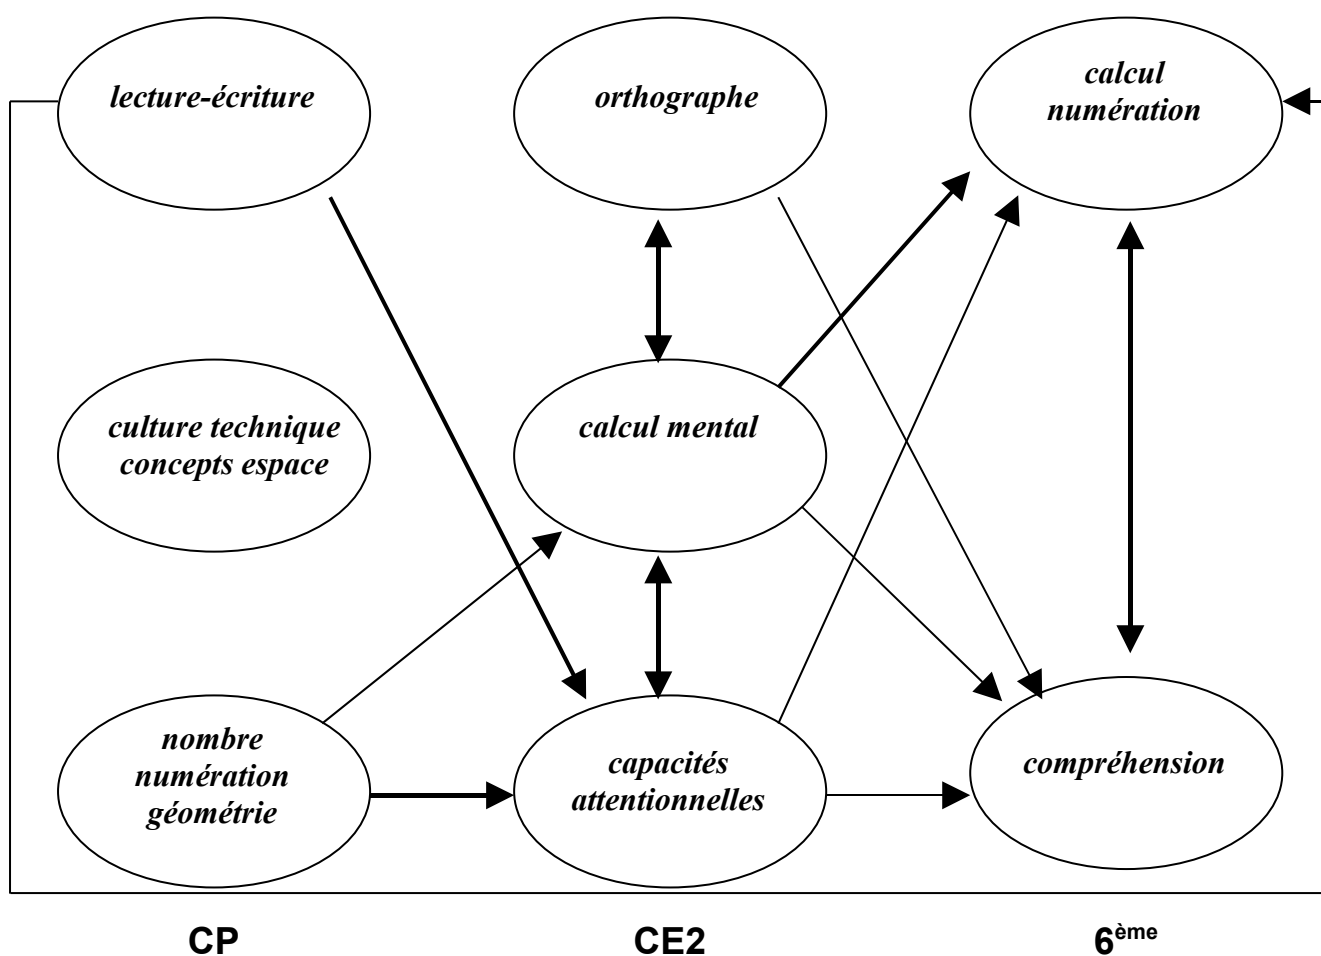 lecture-écriture
orthographe
calcul
numération
culture technique
concepts espace
calcul mental
nombre
numération
géométrie
capacités
attentionnelles
compréhension
CP
CE2
6ème